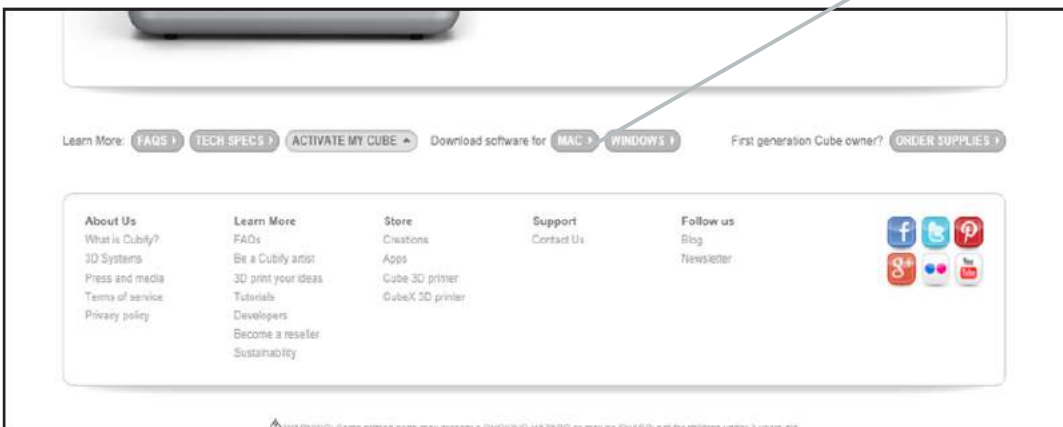 Learn More: FAQS TECH SPECS ACTIVATE MY CUBE Download software for MAC WINDOWS First generation Cube owner? ORDER SUPPLIES
About Us
What is Cubify?
3D Systems
Press and media
Terms of service
Privacy policy
Learn More
FAQs
Be a Cubify artist
3D print your ideas
Tutorials
Developers
Become a reseller
Sustainability
Store
Creations
Apps
Cube 3D printer
CubeX 3D printer
Support
Contact Us
Follow us
Blog
Newsletter
You Tube